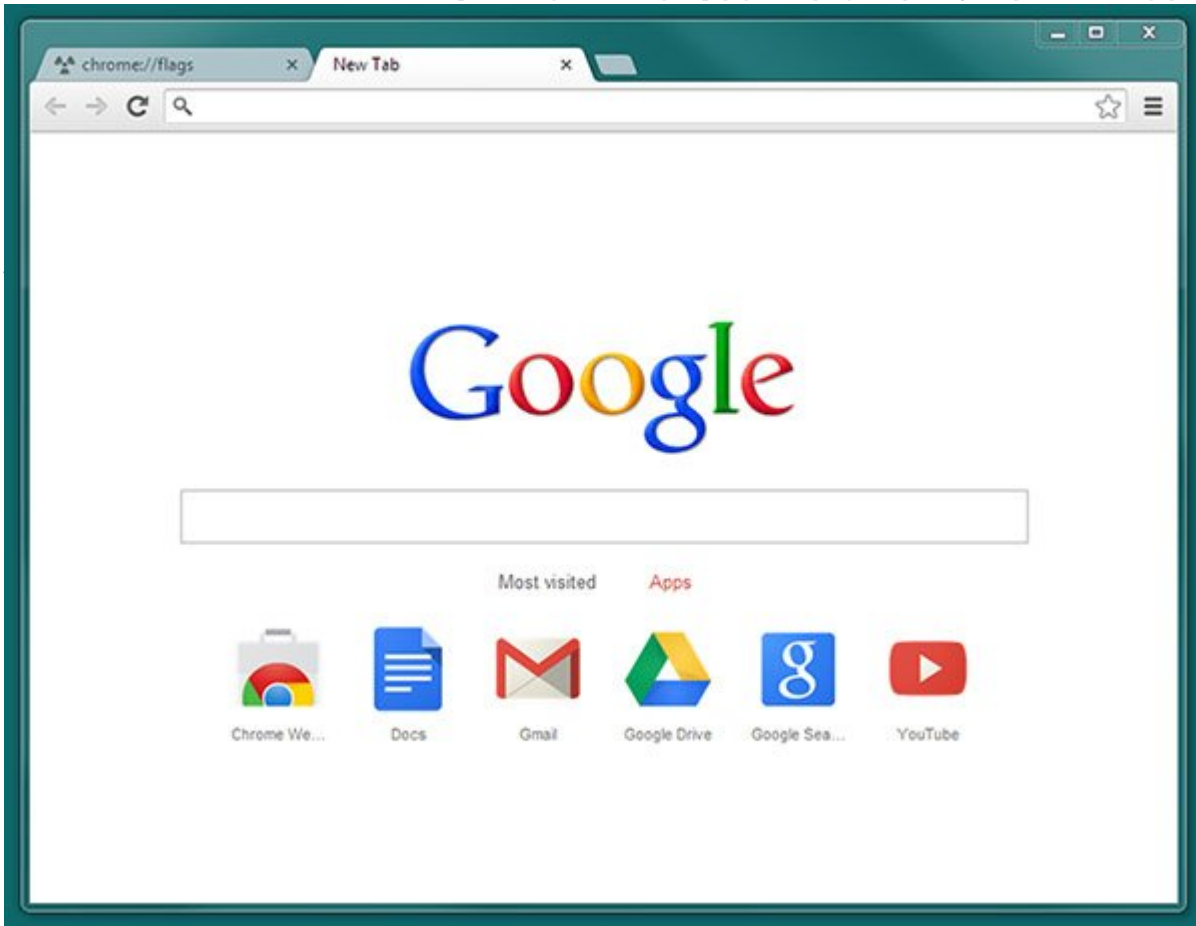 chrome://flags
New Tab
Google
Most visited
Apps
Chrome We...
Docs
Gmail
Google Drive
Google Sea...
YouTube